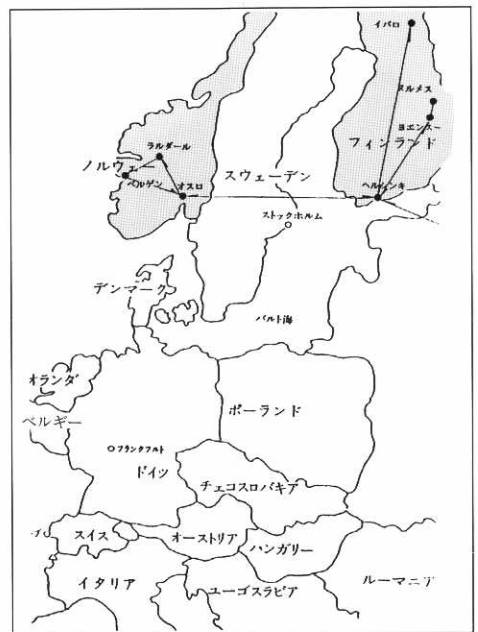 イバロ
ヌルメス
ヨエンスー
フィンランド
ラルダール
ノルウェー
ベルゲン
オスロ
スウェーデン
ヘルシンキ
ストックホルム
デンマーク
バルト海
オランダ
ベルギー
ポーランド
フランクフルト
ドイツ
チェコスロバキア
スイス
オーストリア
ハンガリー
イタリア
ユーゴスラビア
ルーマニア